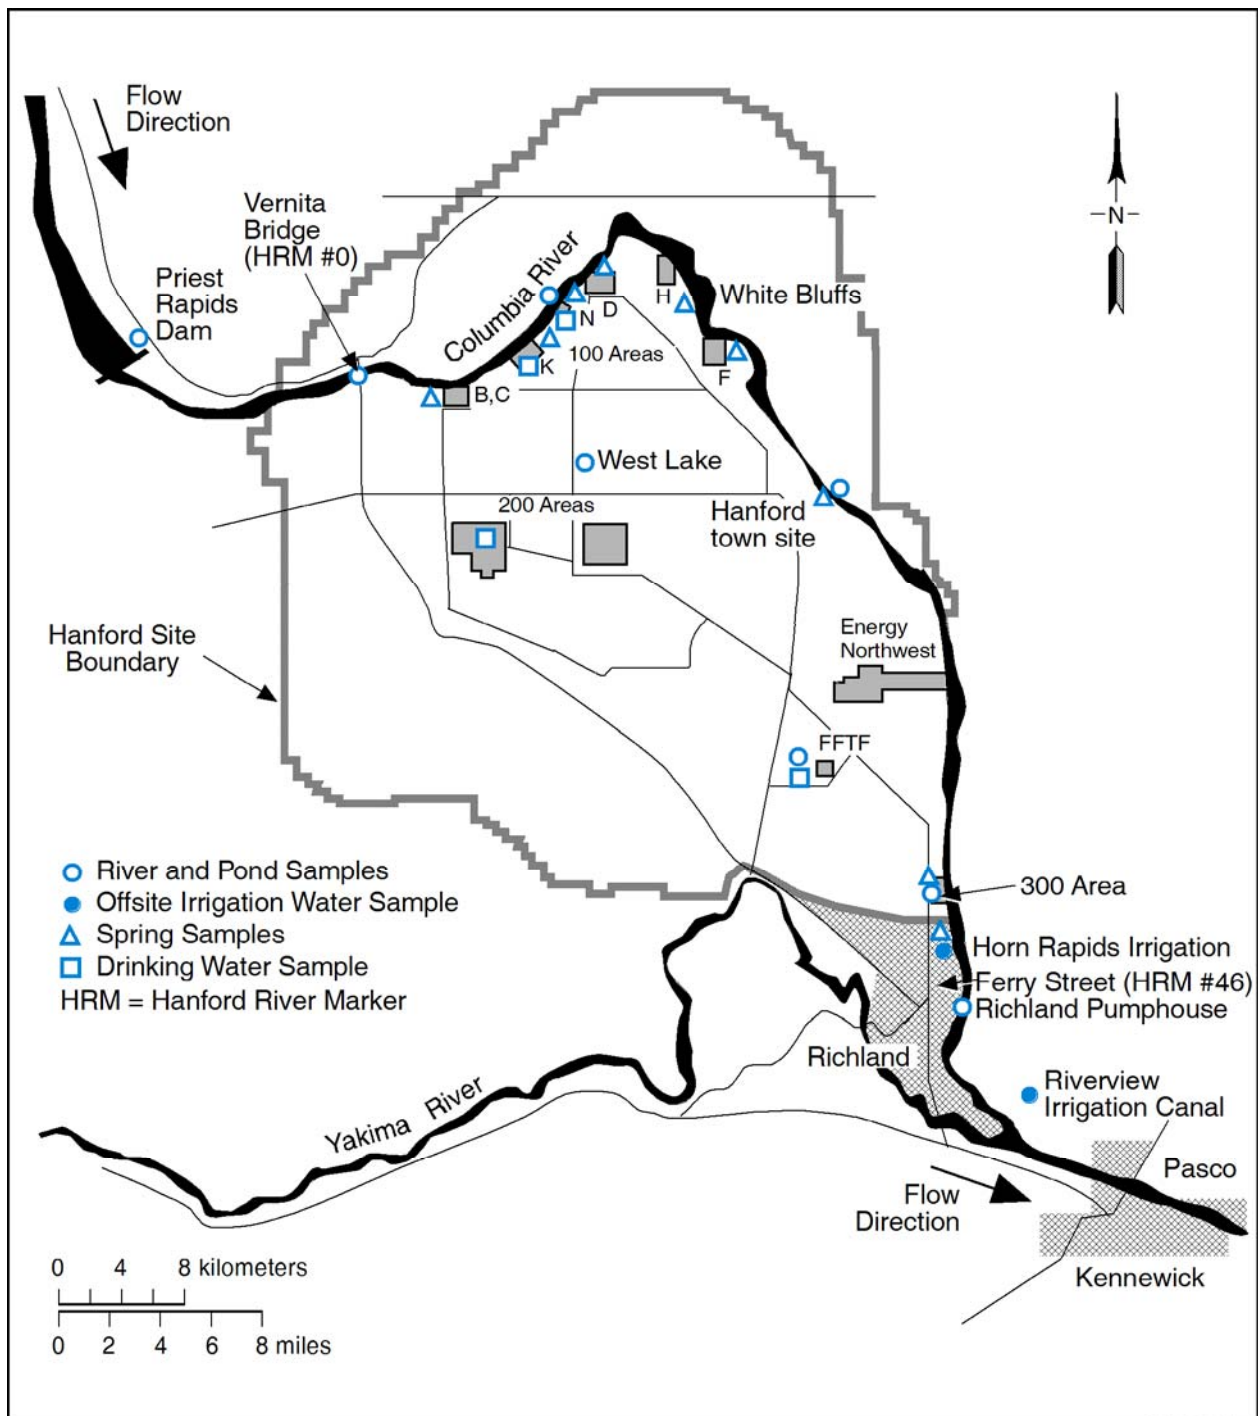 Flow
Direction
Vernita
Bridge
(HRM #0)
Priest
Rapids
Dam
Columbia River
N
D
H
White Bluffs
N
K
100 Areas
F
B,C
West Lake
200 Areas
Hanford
town site
Hanford Site
Boundary
Energy
Northwest
FFTF
River and Pond Samples
Offsite Irrigation Water Sample
Spring Samples
Drinking Water Sample
HRM = Hanford River Marker
300 Area
Horn Rapids Irrigation
Ferry Street (HRM #46)
Richland Pumphouse
Richland
Riverview
Irrigation Canal
Yakima River
Pasco
Flow
Direction
Kennewick
0 4 8 kilometers
0 2 4 6 8 miles